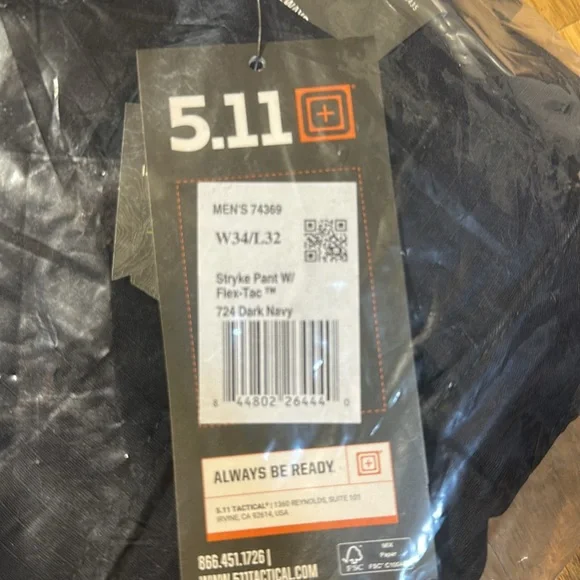 5.11
MEN'S 74369
W34/L32
Stryke Pant W/
Flex-Tac ™
724 Dark Navy
8 44802 26444 0
ALWAYS BE READY.
5.11 TACTICAL® | 1360 REYNOLDS, SUITE 101
IRVINE, CA 92614, USA
866.451.1726 |
WWW.511TACTICAL.COM
MIX
Paper
FSC